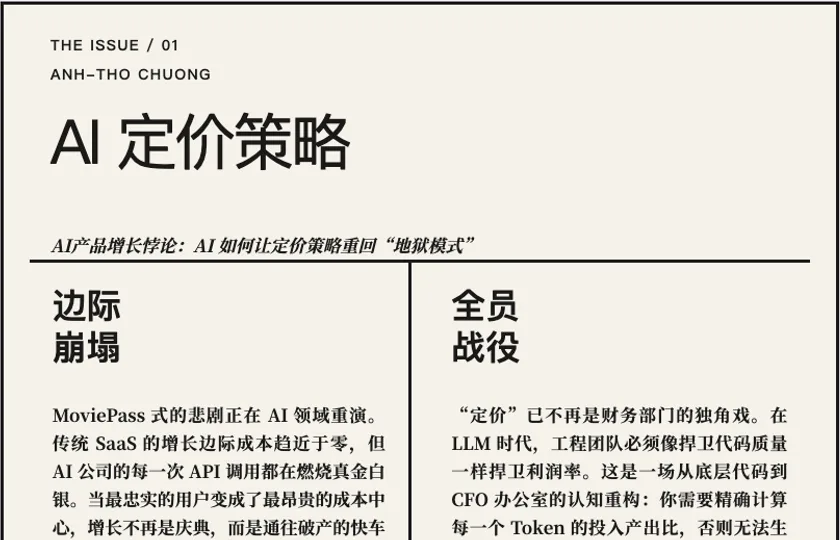 THE ISSUE / 01
ANH-THO CHUONG
AI 定价策略
AI产品增长悖论：AI 如何让定价策略重回“地狱模式”
边际
崩塌
MoviePass 式的悲剧正在 AI 领域重演。
传统 SaaS 的增长边际成本趋近于零，但
AI 公司的每一次 API 调用都在燃烧真金白
银。当最忠实的用户变成了最昂贵的成本中
心，增长不再是庆典，而是通往破产的快车
全员
战役
“定价”已不再是财务部门的独角戏。在
LLM 时代，工程团队必须像捍卫代码质量
一样捍卫利润率。这是一场从底层代码到
CFO 办公室的认知重构：你需要精确计算
每一个 Token 的投入产出比，否则无法生